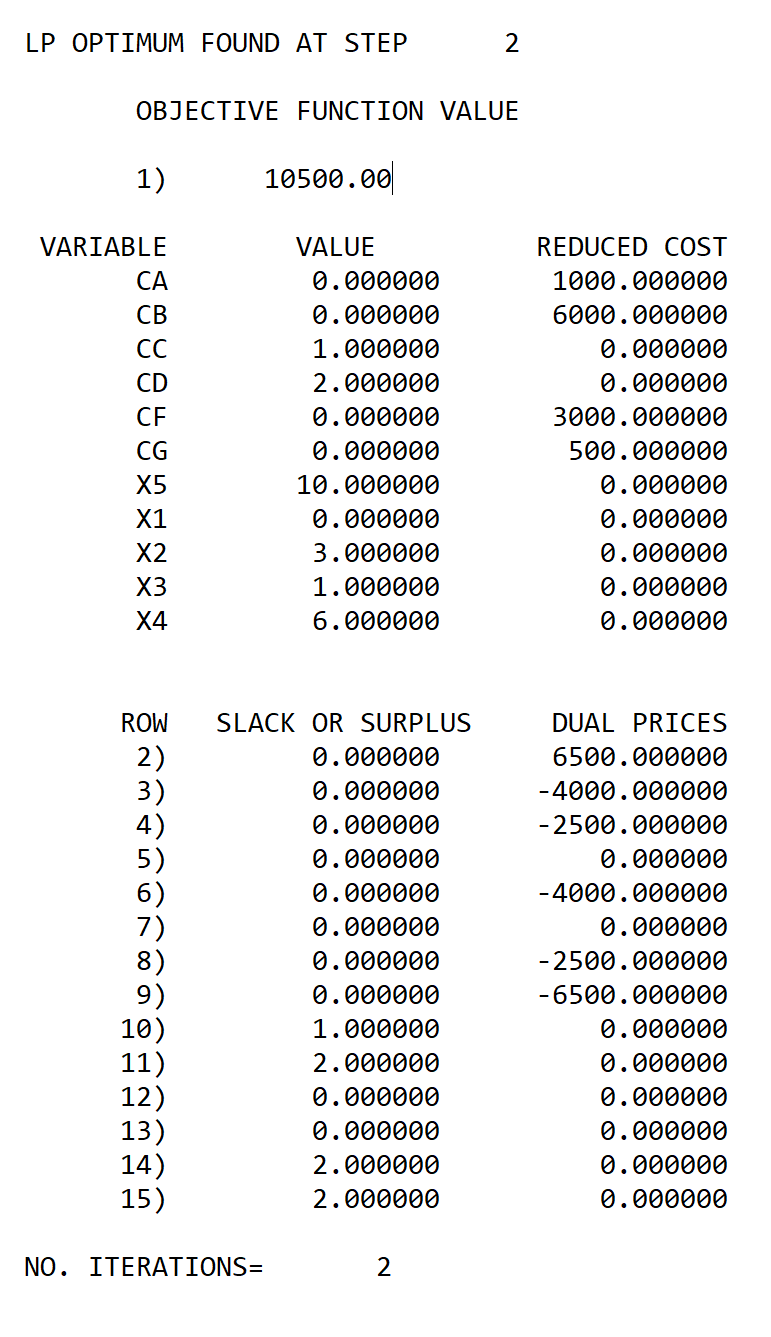 LP OPTIMUM FOUND AT STEP 2
OBJECTIVE FUNCTION VALUE
1) 10500.00
VARIABLE VALUE REDUCED COST
CA 0.000000 1000.000000
CB 0.000000 6000.000000
CC 1.000000 0.000000
CD 2.000000 0.000000
CF 0.000000 3000.000000
CG 0.000000 500.000000
X5 10.000000 0.000000
X1 0.000000 0.000000
X2 3.000000 0.000000
X3 1.000000 0.000000
X4 6.000000 0.000000
ROW SLACK OR SURPLUS DUAL PRICES
2) 0.000000 6500.000000
3) 0.000000 -4000.000000
4) 0.000000 -2500.000000
5) 0.000000 0.000000
6) 0.000000 -4000.000000
7) 0.000000 0.000000
8) 0.000000 -2500.000000
9) 0.000000 -6500.000000
10) 1.000000 0.000000
11) 2.000000 0.000000
12) 0.000000 0.000000
13) 0.000000 0.000000
14) 2.000000 0.000000
15) 2.000000 0.000000
NO. ITERATIONS= 2